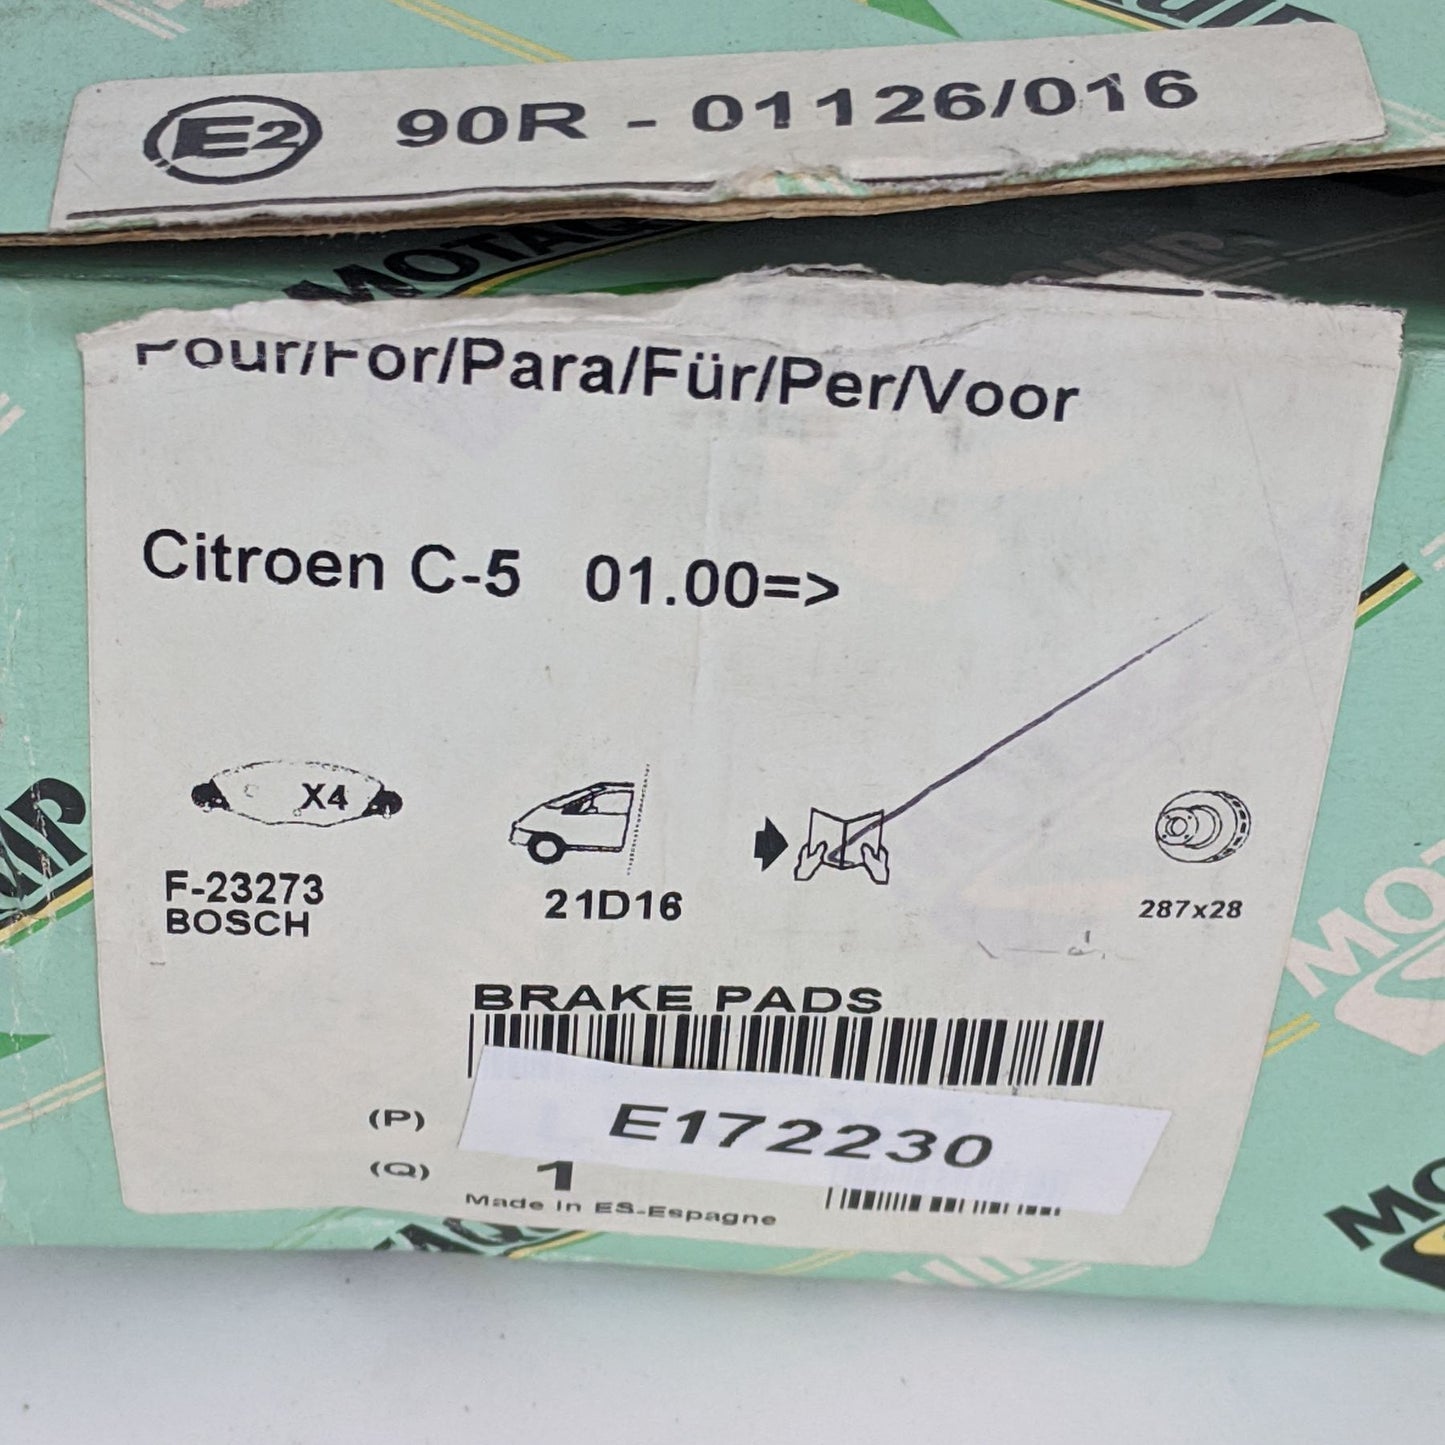 E2 90R - 01126/016
MOTAQUIP
Pour/For/Para/Für/Per/Voor
Citroen C-5 01.00=>
X4
F-23273
BOSCH
21D16
287x28
BRAKE PADS
(P)
E172230
(Q) 1
Made in ES-Espagne